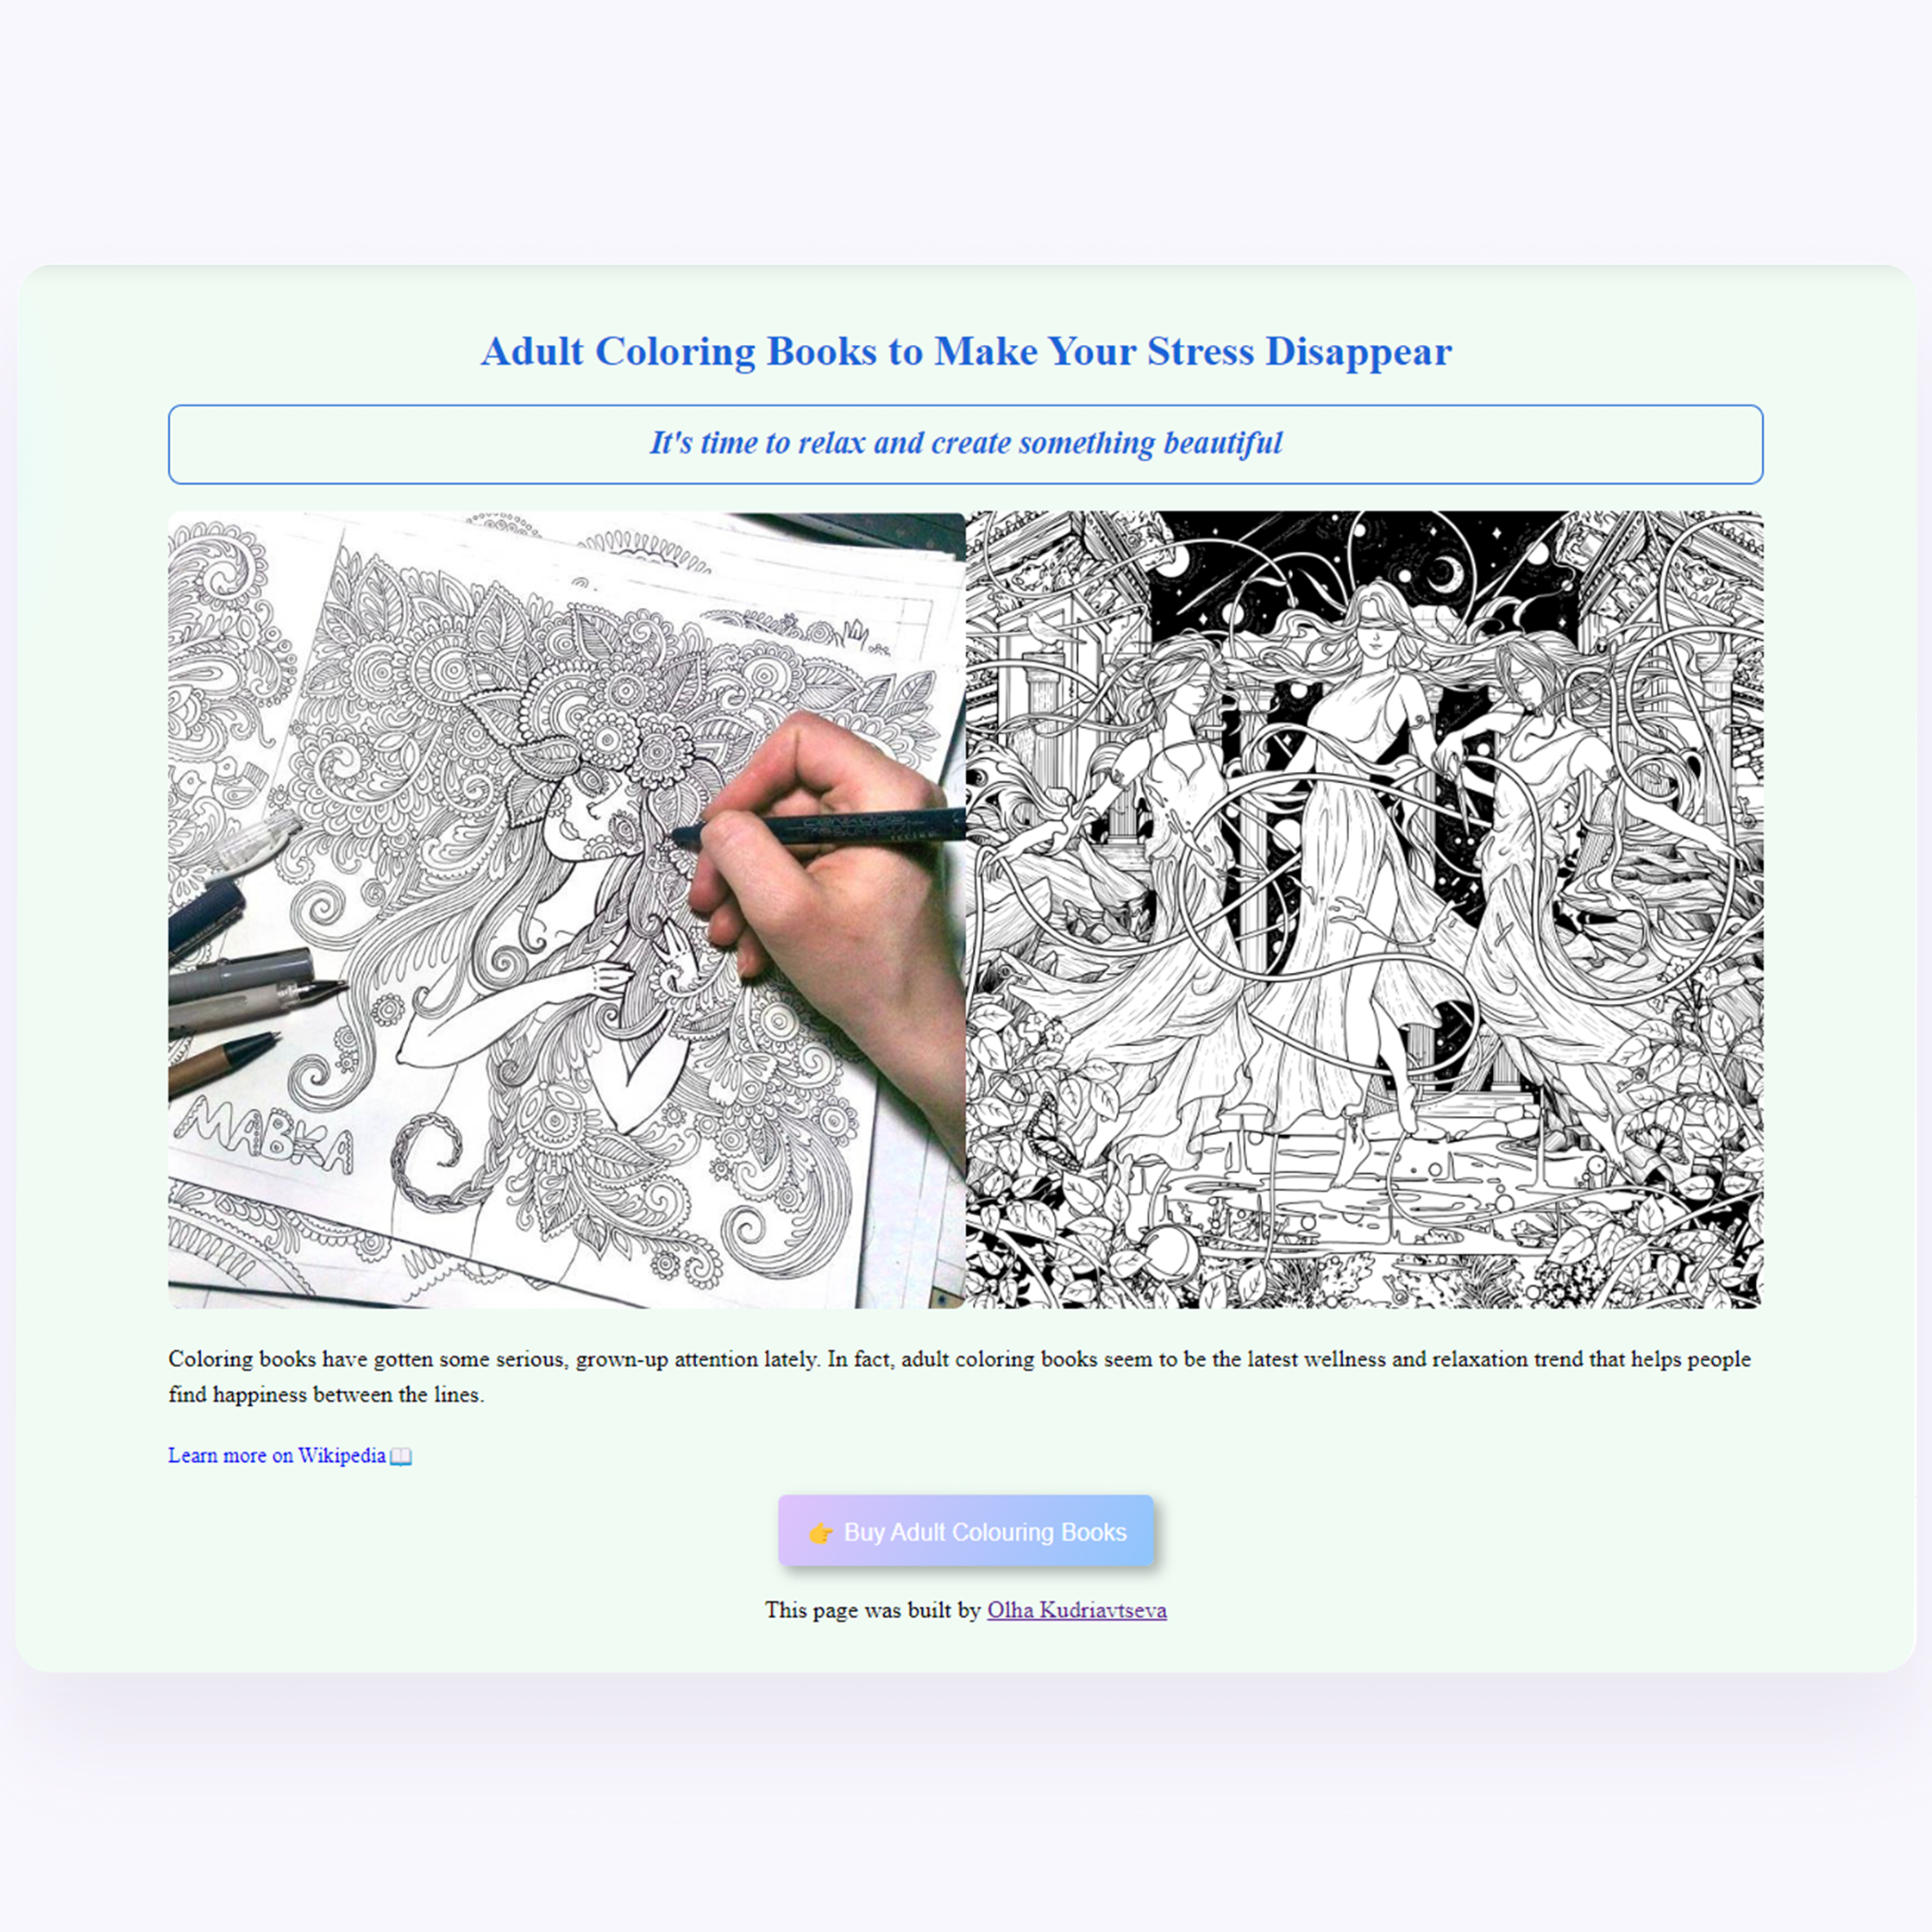 Adult Coloring Books to Make Your Stress Disappear
It's time to relax and create something beautiful
МАВКА
Coloring books have gotten some serious, grown-up attention lately. In fact, adult coloring books seem to be the latest wellness and relaxation trend that helps people
find happiness between the lines.
Learn more on Wikipedia📖
👉 Buy Adult Colouring Books
This page was built by Olha Kudriavtseva